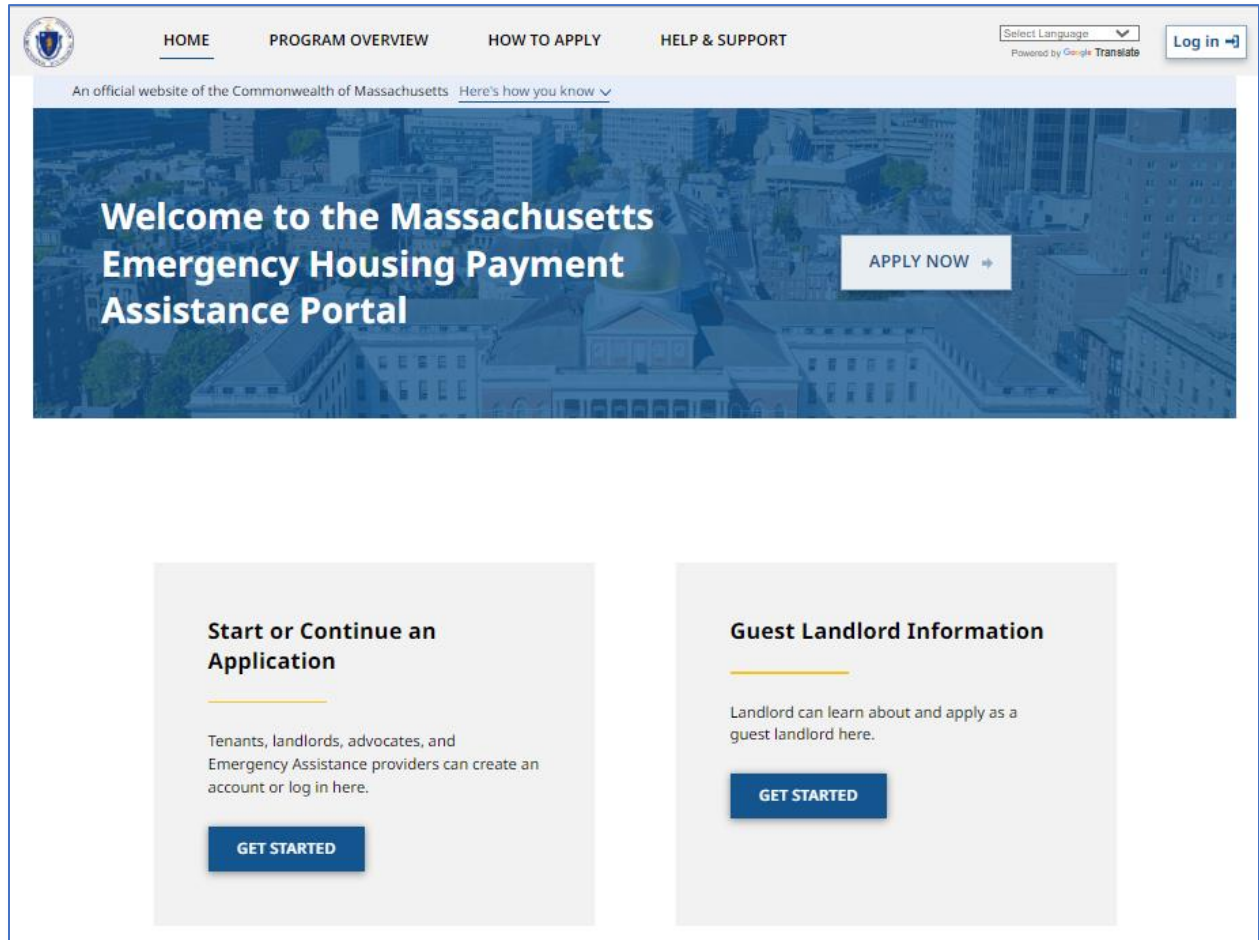 HOME PROGRAM OVERVIEW HOW TO APPLY HELP & SUPPORT Select Language Log in
Powered by Google Translate
An official website of the Commonwealth of Massachusetts Here's how you know
Welcome to the Massachusetts
Emergency Housing Payment
Assistance Portal
APPLY NOW
Start or Continue an
Application
Tenants, landlords, advocates, and
Emergency Assistance providers can create an
account or log in here.
GET STARTED
Guest Landlord Information
Landlord can learn about and apply as a
guest landlord here.
GET STARTED